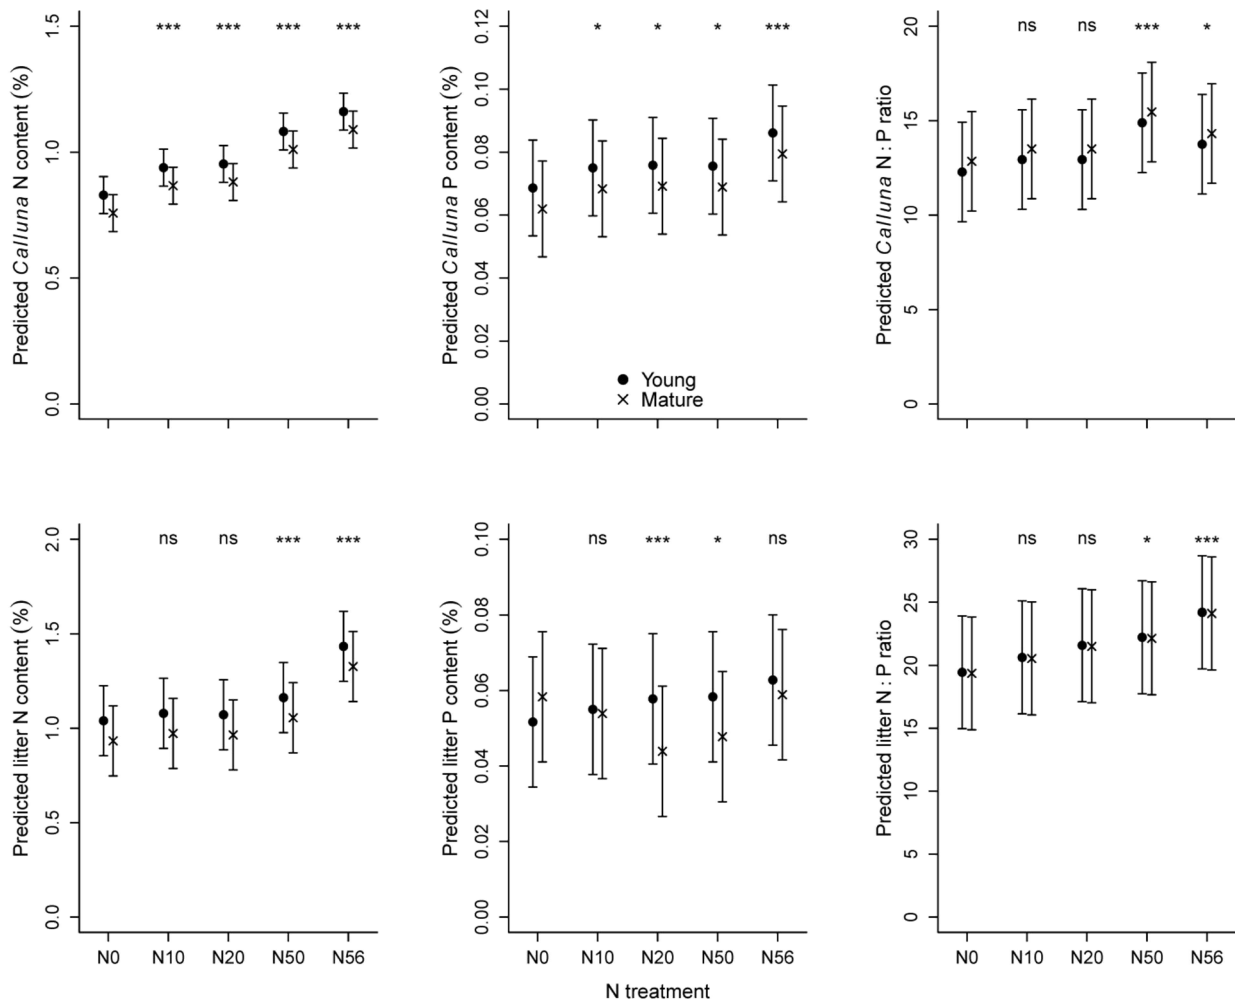 Predicted Calluna N content (%)
1.5
1.0
0.5
0.0
*** *** *** ***
Predicted Calluna P content (%)
0.12
0.10
0.08
0.06
0.04
0.02
0.00
* * * ***
Young
Mature
Predicted Calluna N : P ratio
20
15
10
5
0
ns ns *** *
Predicted litter N content (%)
2.0
1.5
1.0
0.5
0.0
ns ns *** ***
N0 N10 N20 N50 N56
Predicted litter P content (%)
0.10
0.08
0.06
0.04
0.02
0.00
ns *** * ns
N0 N10 N20 N50 N56
Predicted litter N : P ratio
30
25
20
15
10
5
0
ns ns * ***
N0 N10 N20 N50 N56
N treatment